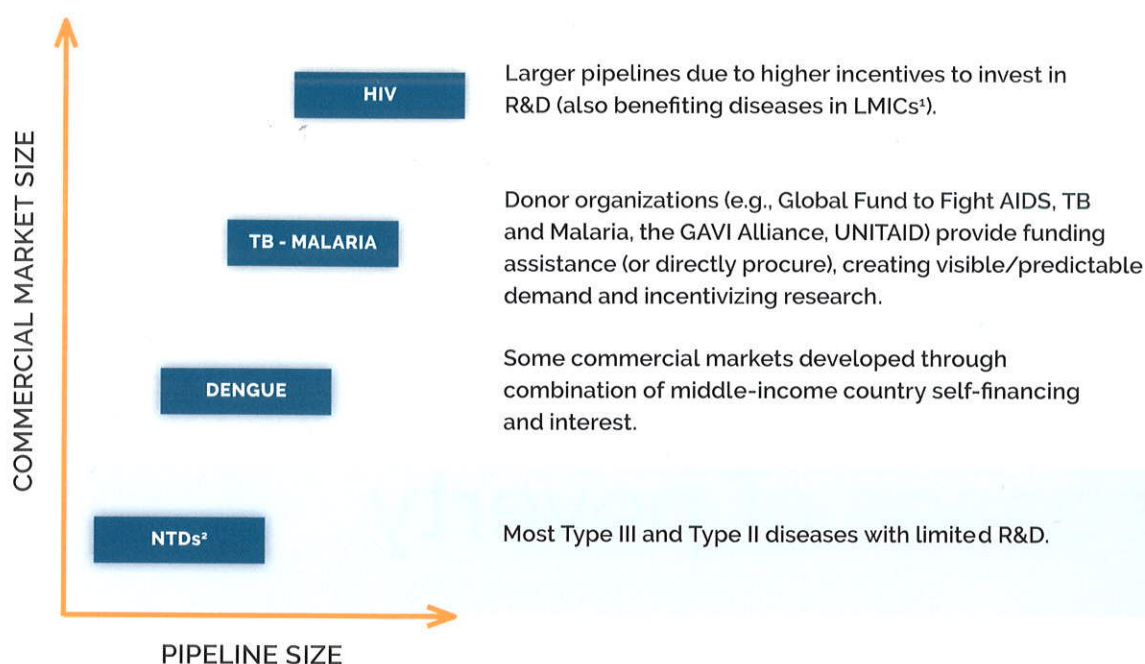 COMMERCIAL MARKET SIZE
HIV
Larger pipelines due to higher incentives to invest in
R&D (also benefiting diseases in LMICs¹).
TB - MALARIA
Donor organizations (e.g., Global Fund to Fight AIDS, TB
and Malaria, the GAVI Alliance, UNITAID) provide funding
assistance (or directly procure), creating visible/predictable
demand and incentivizing research.
DENGUE
Some commercial markets developed through
combination of middle-income country self-financing
and interest.
NTDs²
Most Type III and Type II diseases with limited R&D.
PIPELINE SIZE